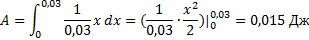 A = ∫₀^0,03 1/0,03 x dx = (1/0,03 · x²/2)|₀^0,03 = 0,015 Дж